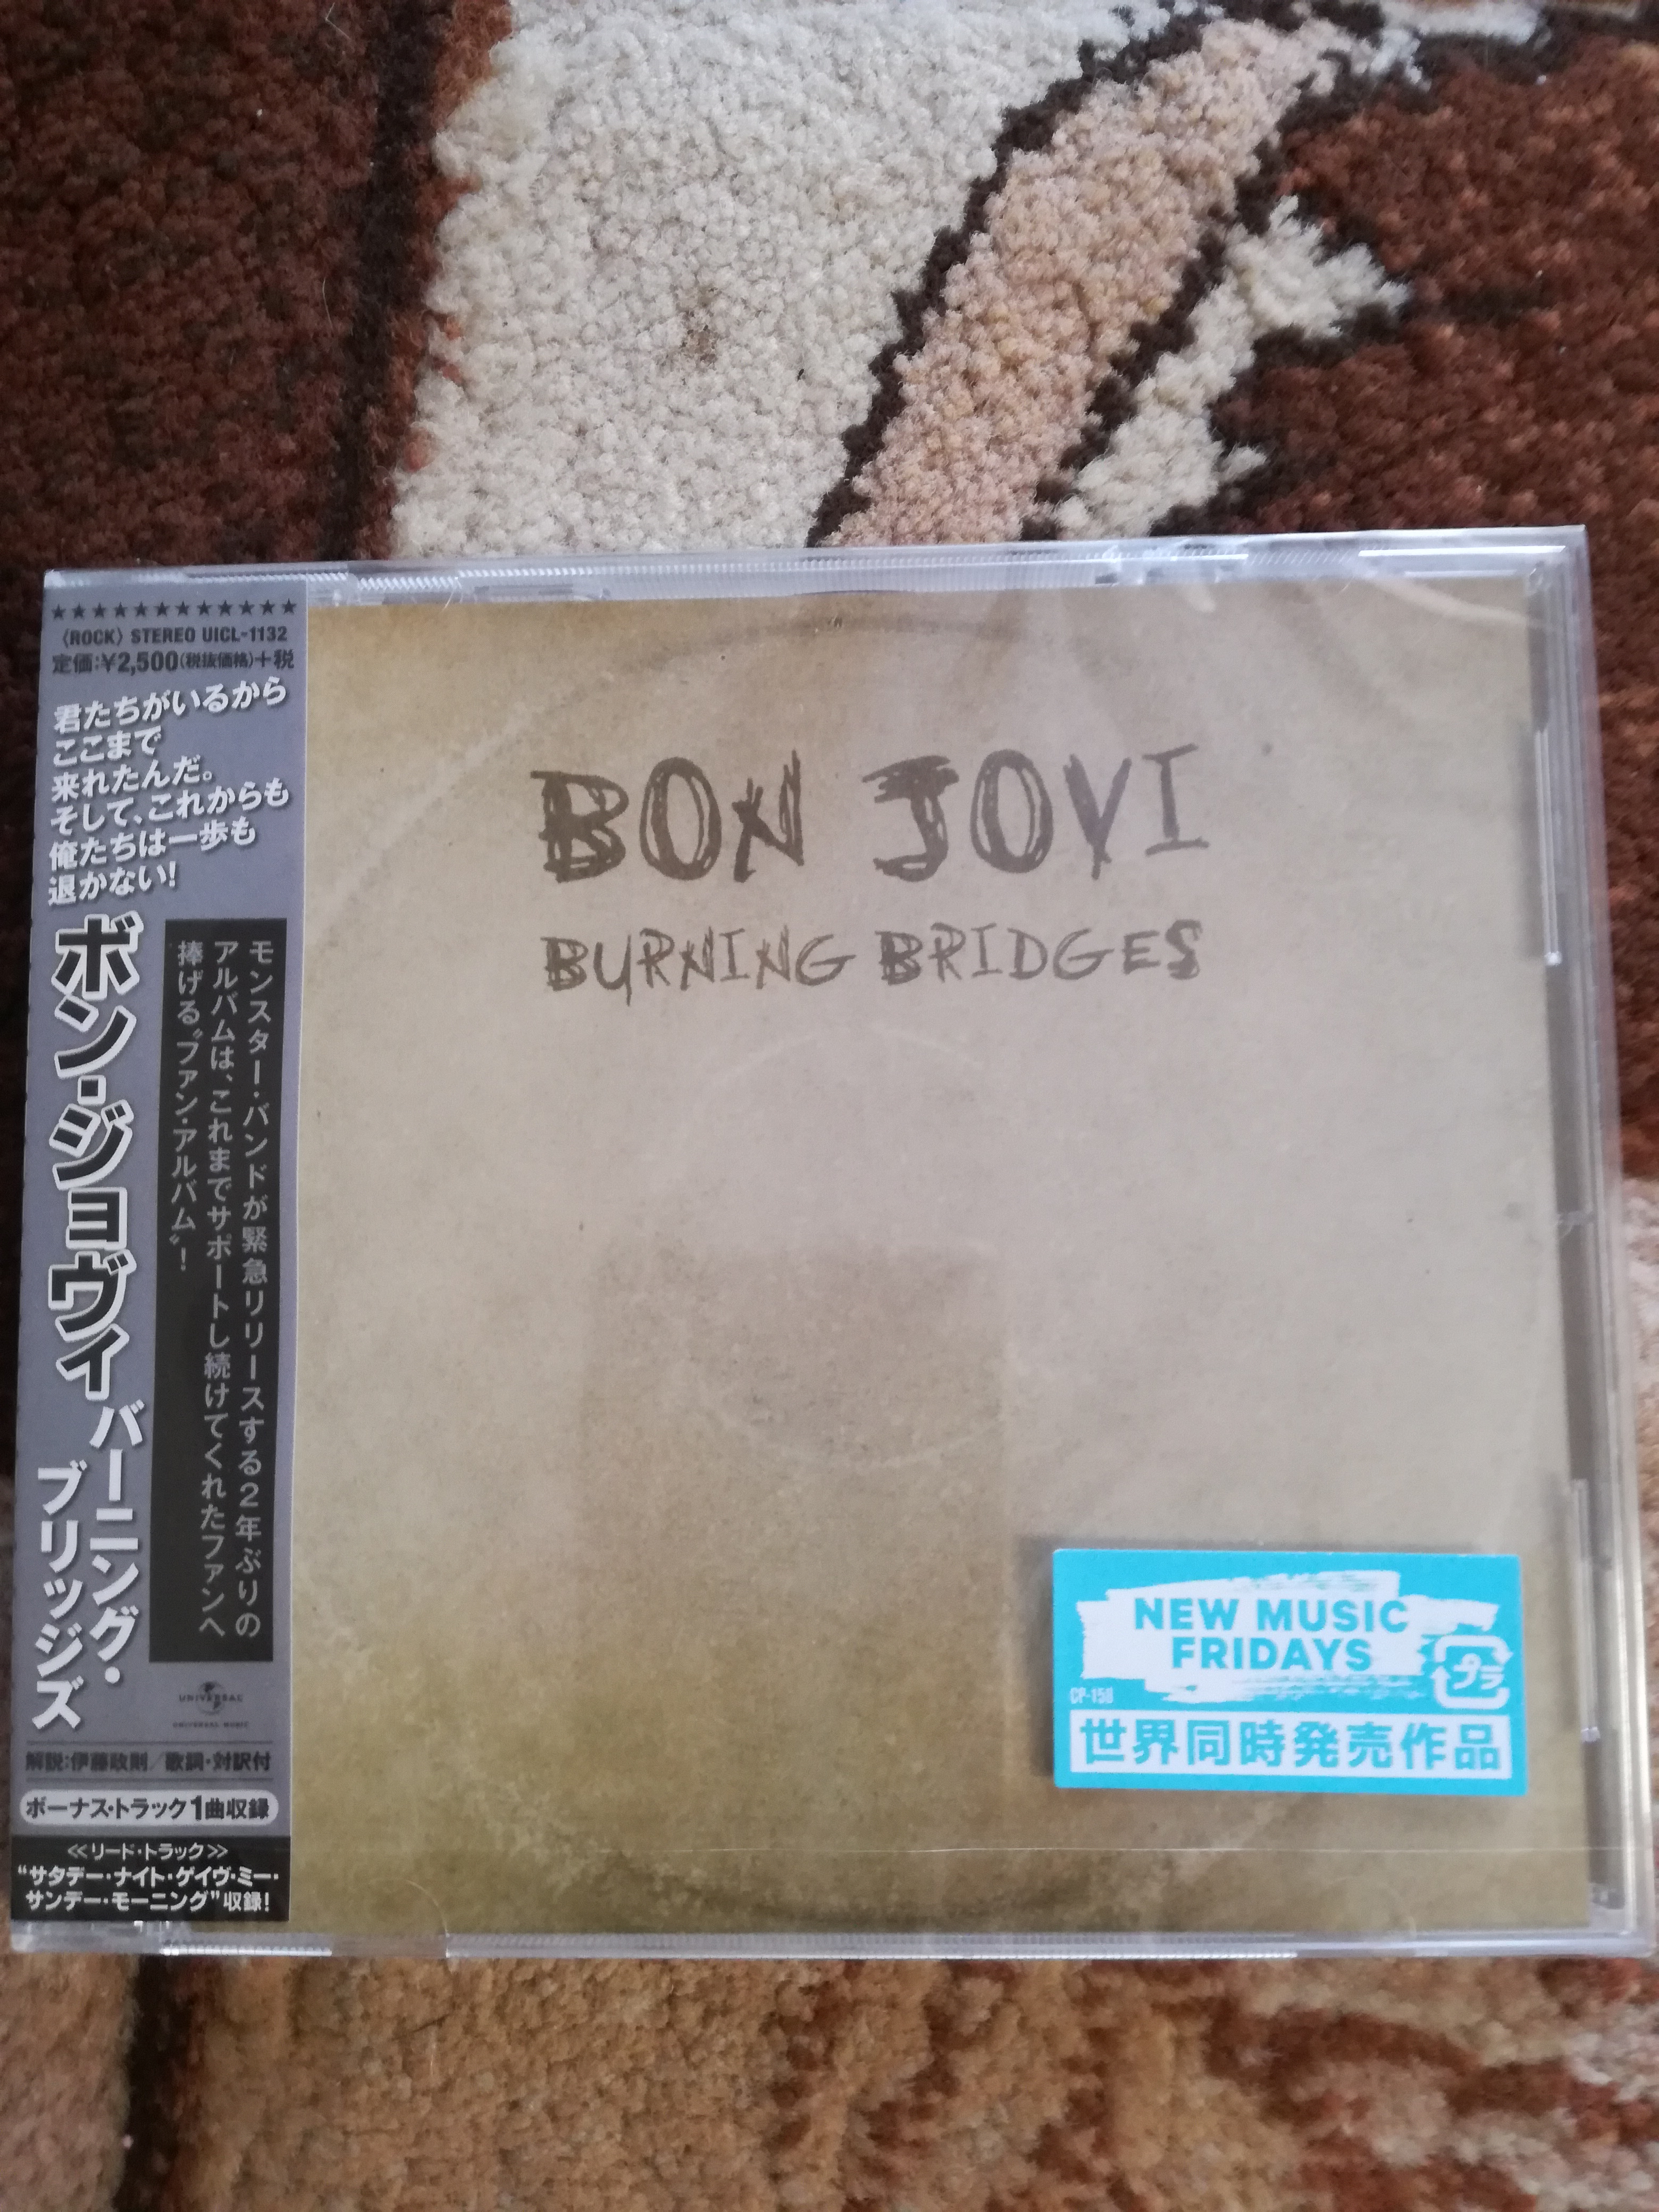 ★★★★★★★★★★★★
〈ROCK〉 STEREO UICL-1132
定価:¥2,500(税抜価格)+税
君たちがいるから
ここまで
来れたんだ。
そして、これからも
俺たちは一歩も
退かない!
モンスター・バンドが緊急リリースする2年ぶりの
アルバムは、これまでサポートし続けてくれたファンへ
捧げる“ファン・アルバム”!
ボン・ジョヴィ
バーニング・
ブリッジズ
UNIVERSAL
UNIVERSAL MUSIC
解説:伊藤政則/歌詞・対訳付
ボーナス・トラック1曲収録
≪リード・トラック≫
“サタデー・ナイト・ゲイヴ・ミー・
サンデー・モーニング”収録!
BON JOVI
BURNING BRIDGES
NEW MUSIC
FRIDAYS
プラ
CP-158
世界同時発売作品